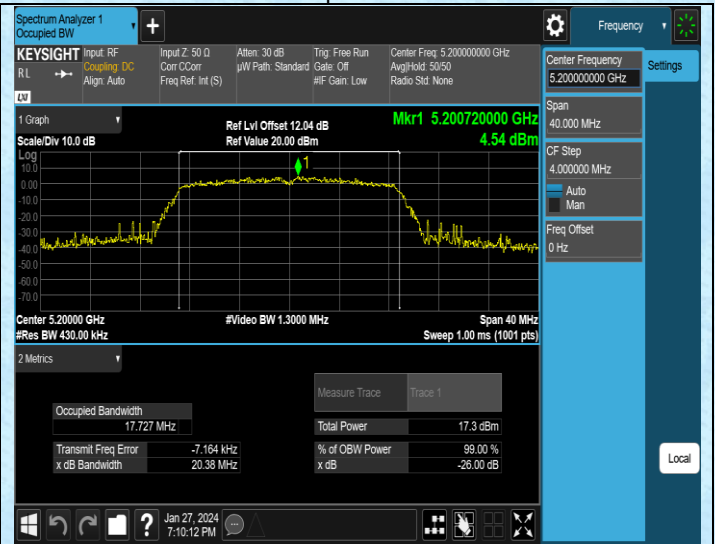 Spectrum Analyzer 1
Occupied BW
+
Frequency
KEYSIGHT
RL
LXI
Input: RF
Coupling: DC
Align: Auto
Input Z: 50 Ω
Corr CCorr
Freq Ref: Int (S)
Atten: 30 dB
µW Path: Standard
Trig: Free Run
Gate: Off
#IF Gain: Low
Center Freq: 5.200000000 GHz
Avg|Hold: 50/50
Radio Std: None
Center Frequency
5.200000000 GHz
Settings
Span
40.000 MHz
CF Step
4.000000 MHz
Auto
Man
Freq Offset
0 Hz
1 Graph
Scale/Div 10.0 dB
Ref Lvl Offset 12.04 dB
Ref Value 20.00 dBm
Mkr1 5.200720000 GHz
4.54 dBm
Log
10.0
0.00
-10.0
-20.0
-30.0
-40.0
-50.0
-60.0
-70.0
1
Center 5.20000 GHz
#Res BW 430.00 kHz
#Video BW 1.3000 MHz
Span 40 MHz
Sweep 1.00 ms (1001 pts)
2 Metrics
Measure Trace Trace 1
Occupied Bandwidth
17.727 MHz
Total Power 17.3 dBm
Transmit Freq Error -7.164 kHz
% of OBW Power 99.00 %
x dB Bandwidth 20.38 MHz
x dB -26.00 dB
Local
?
Jan 27, 2024
7:10:12 PM